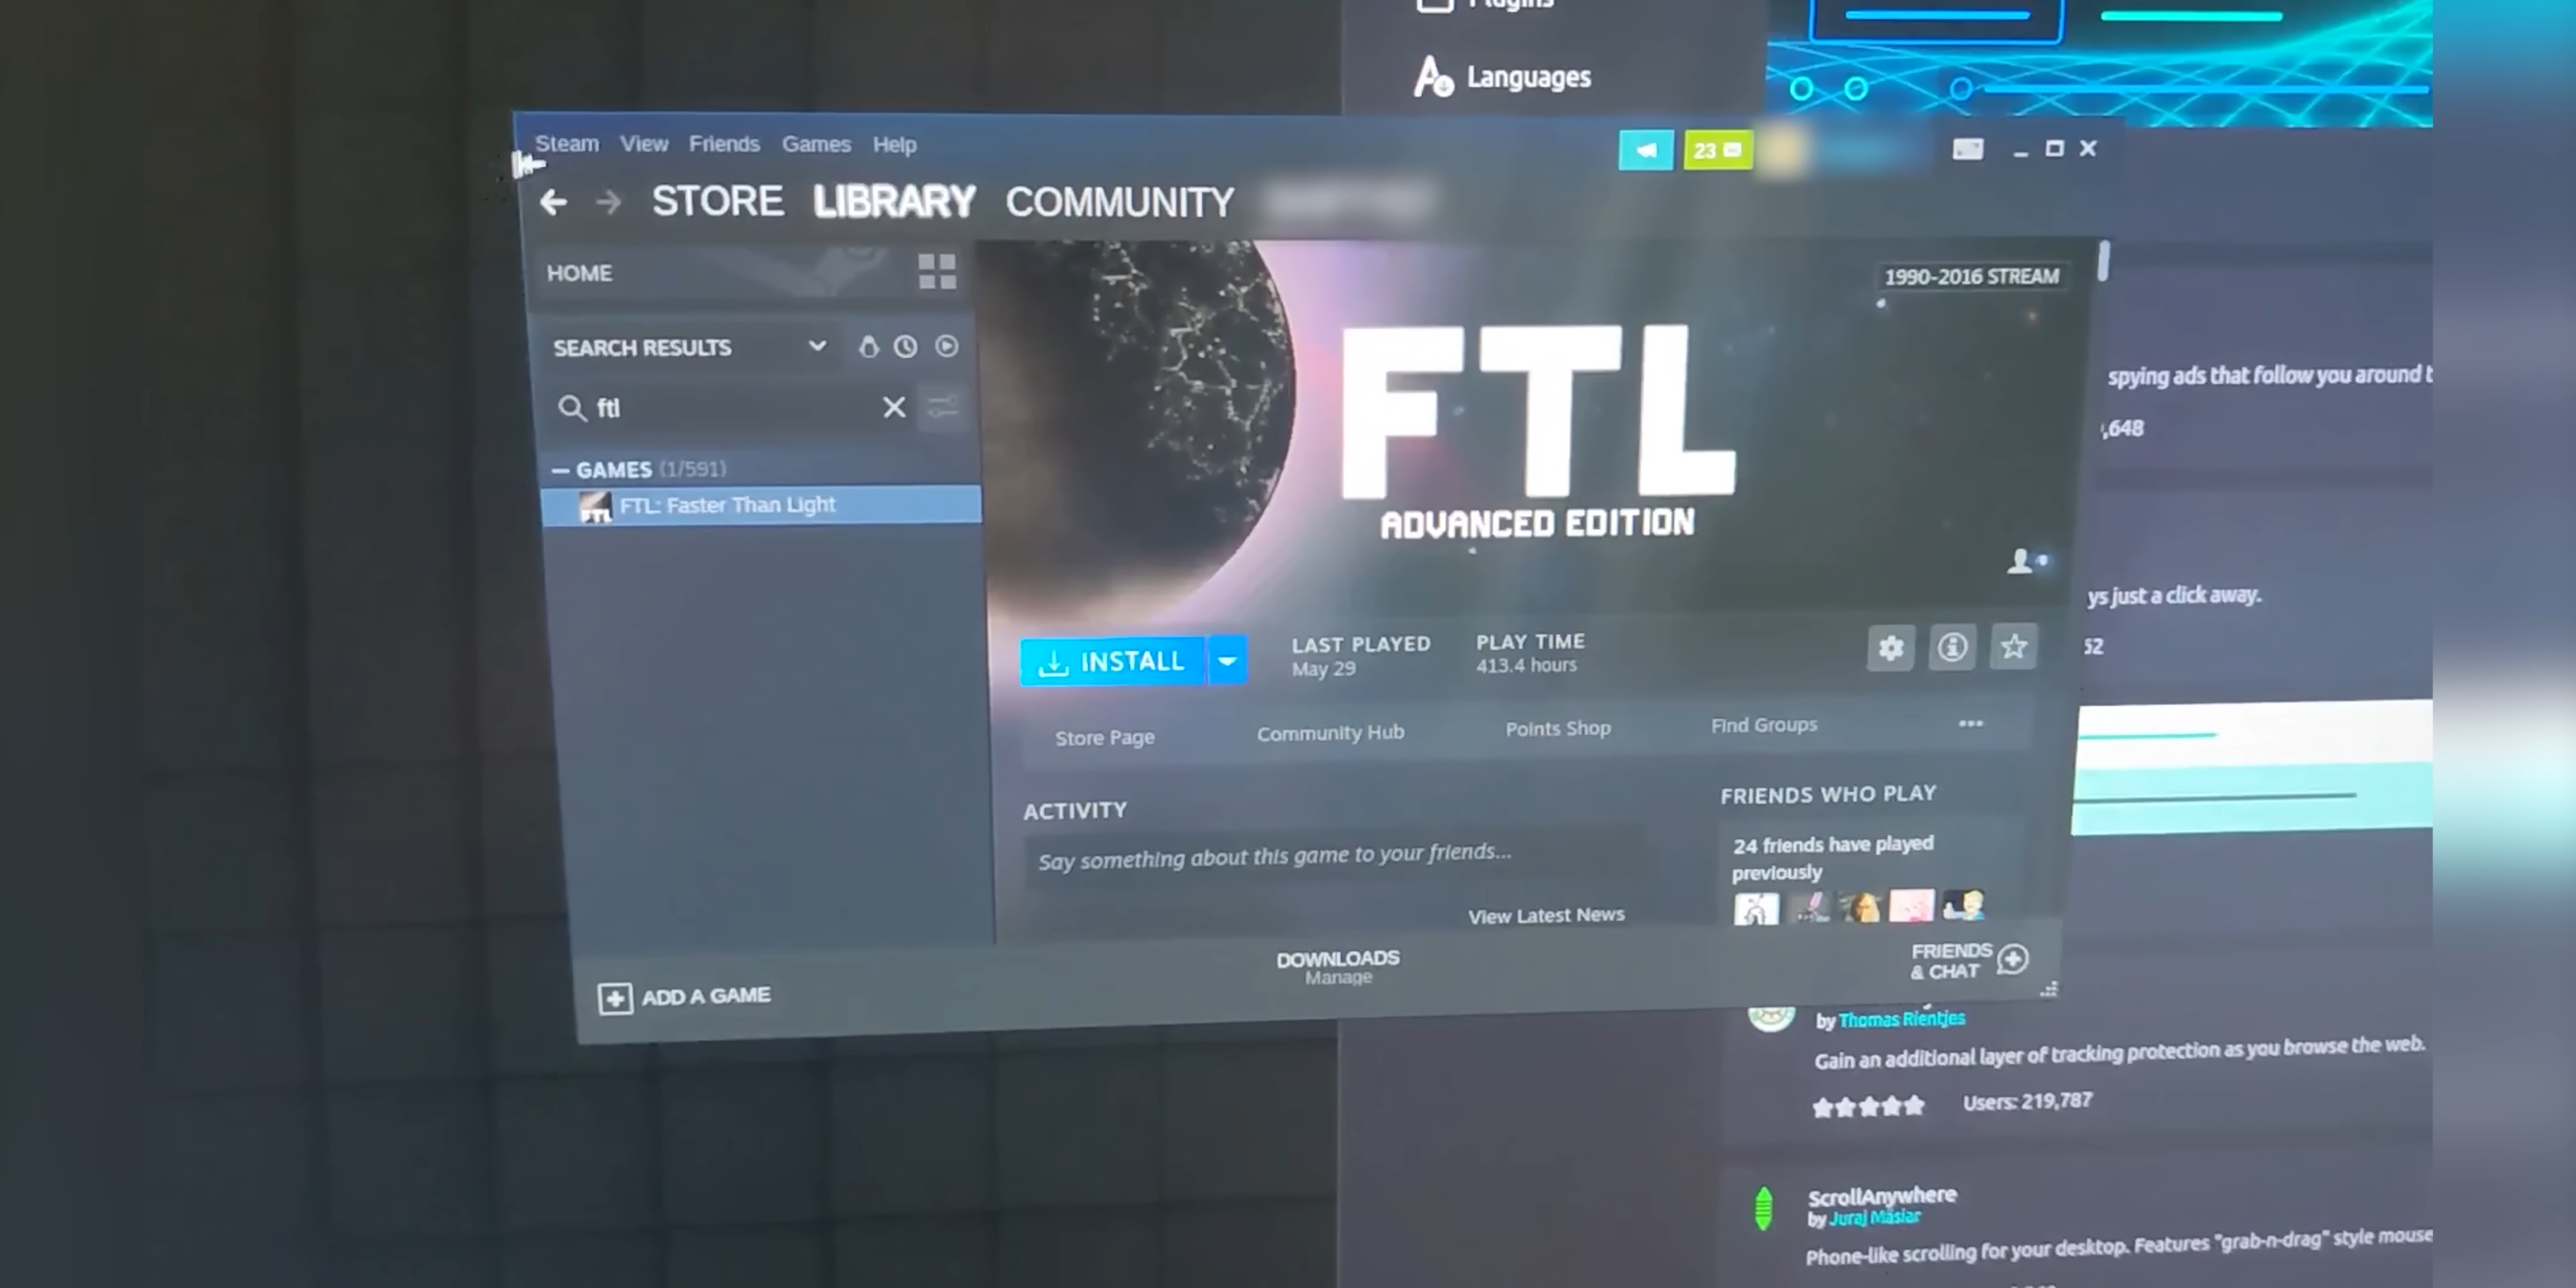 Plugins
Languages
Steam View Friends Games Help
23
STORE LIBRARY COMMUNITY
HOME
1990-2016 STREAM
SEARCH RESULTS
ftl
GAMES (1/591)
FTL: Faster Than Light
FTL
ADVANCED EDITION
INSTALL
LAST PLAYED
May 29
PLAY TIME
413.4 hours
Store Page
Community Hub
Points Shop
Find Groups
ACTIVITY
Say something about this game to your friends...
View Latest News
FRIENDS WHO PLAY
24 friends have played
previously
ADD A GAME
DOWNLOADS
Manage
FRIENDS
& CHAT
spying ads that follow you around
,648
ys just a click away.
52
by Thomas Rientjes
Gain an additional layer of tracking protection as you browse the web.
Users: 219,787
ScrollAnywhere
by Juraj Mäsiar
Phone-like scrolling for your desktop. Features "grab-n-drag" style mouse